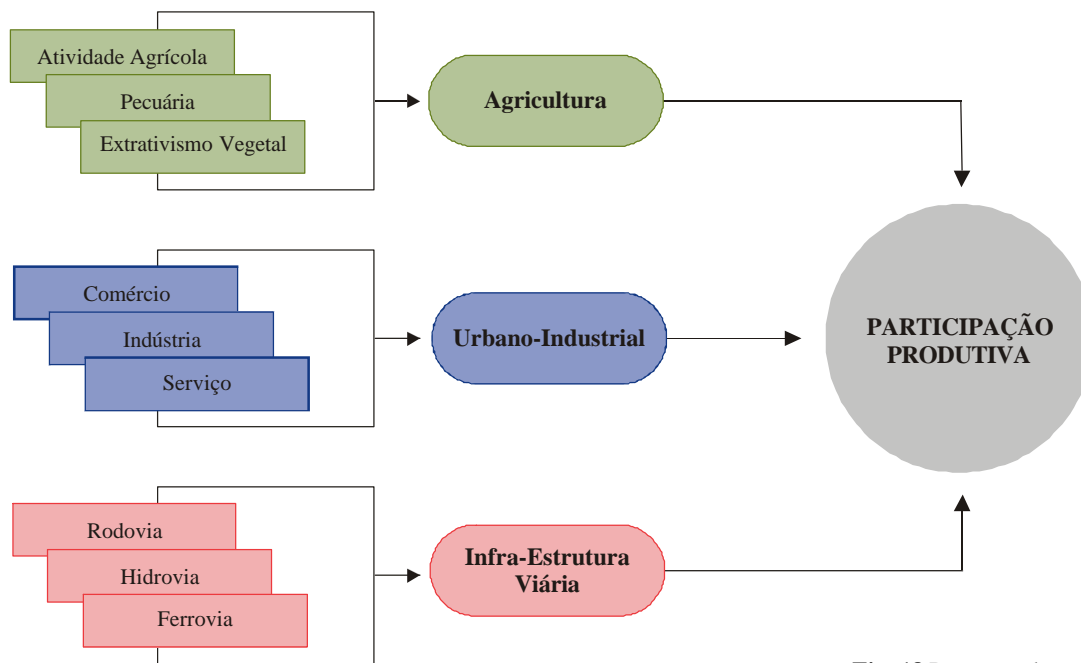 Atividade Agrícola
Pecuária
Extrativismo Vegetal
Agricultura
Comércio
Indústria
Serviço
Urbano-Industrial
PARTICIPAÇÃO
PRODUTIVA
Rodovia
Hidrovia
Ferrovia
Infra-Estrutura
Viária